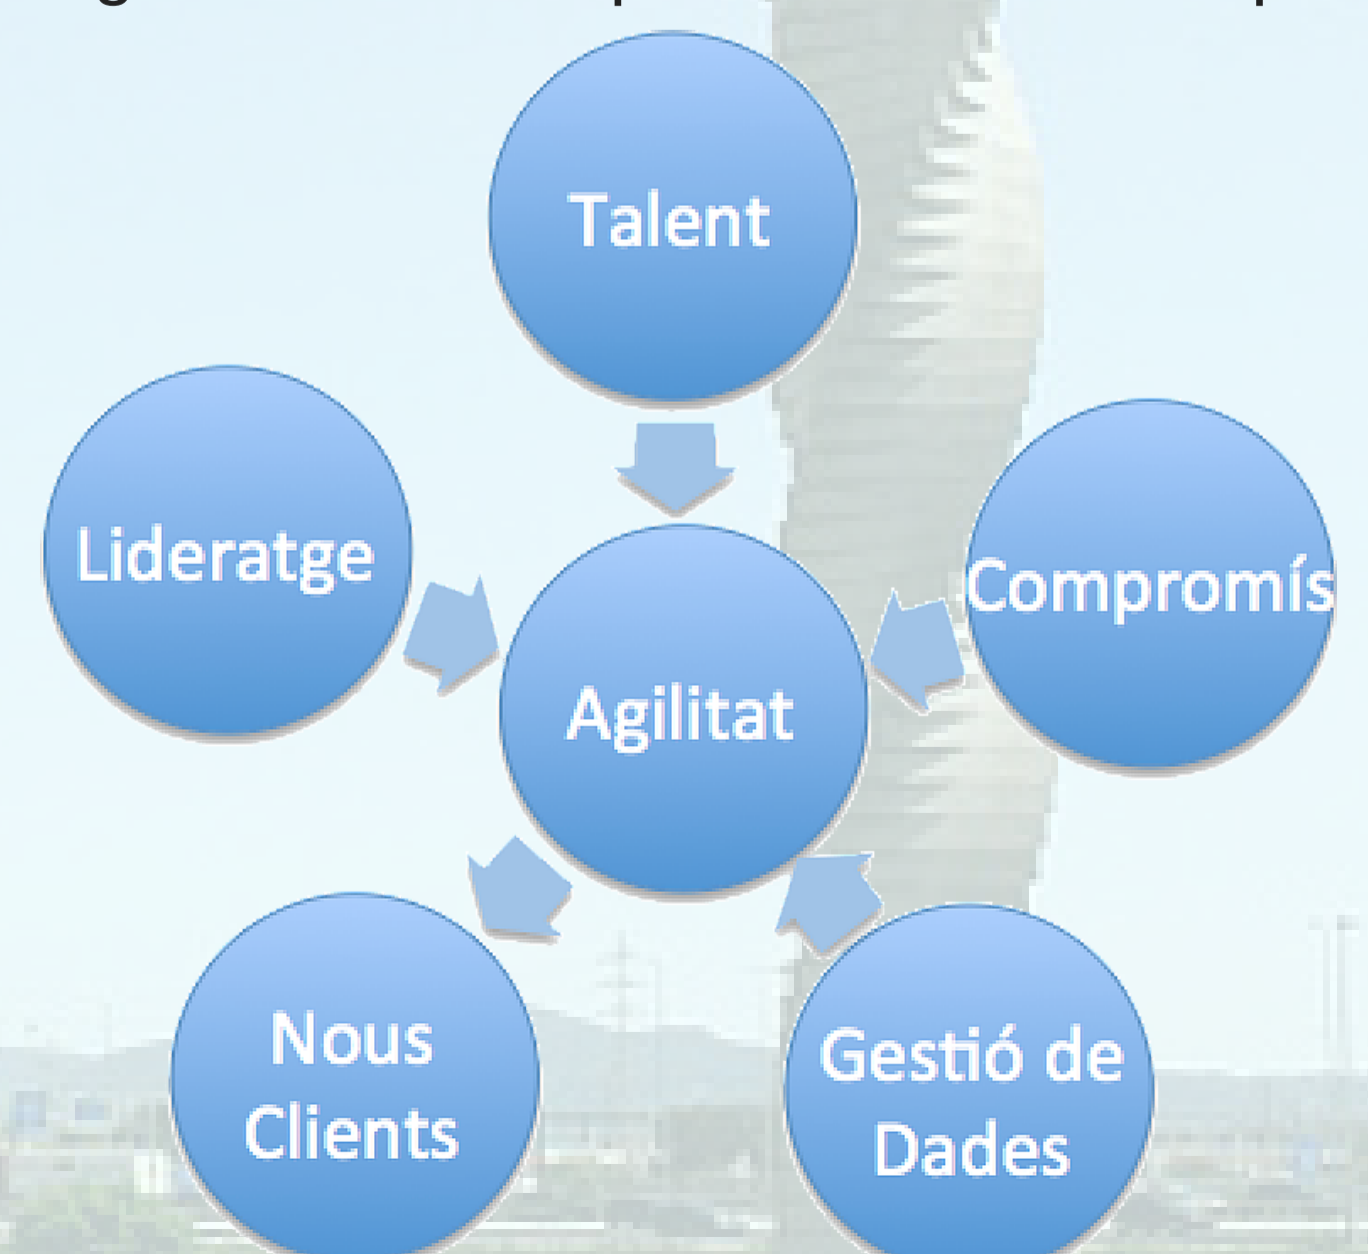 Talent
Lideratge
Compromís
Agilitat
Nous
Clients
Gestió de
Dades